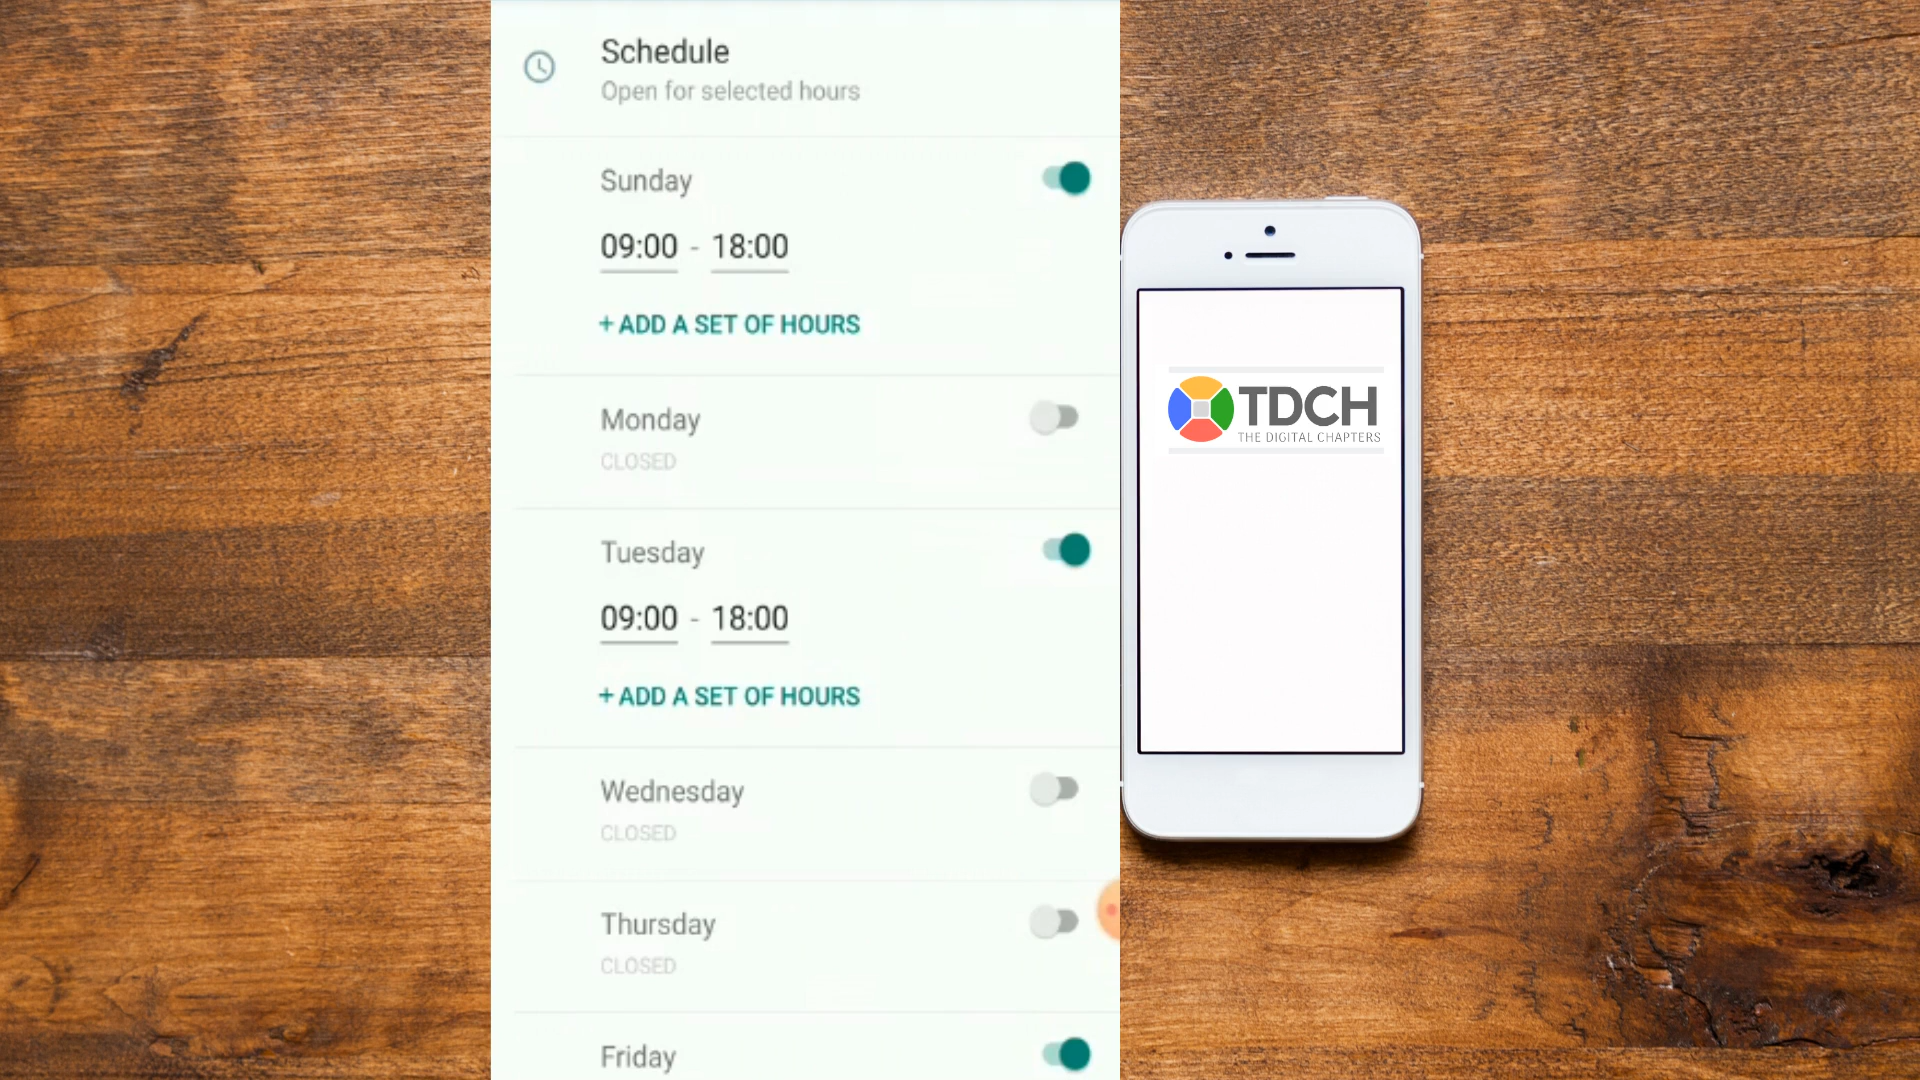 Schedule
Open for selected hours
Sunday
09:00 - 18:00
+ ADD A SET OF HOURS
Monday
CLOSED
Tuesday
09:00 - 18:00
+ ADD A SET OF HOURS
Wednesday
CLOSED
Thursday
CLOSED
Friday
TDCH
THE DIGITAL CHAPTERS